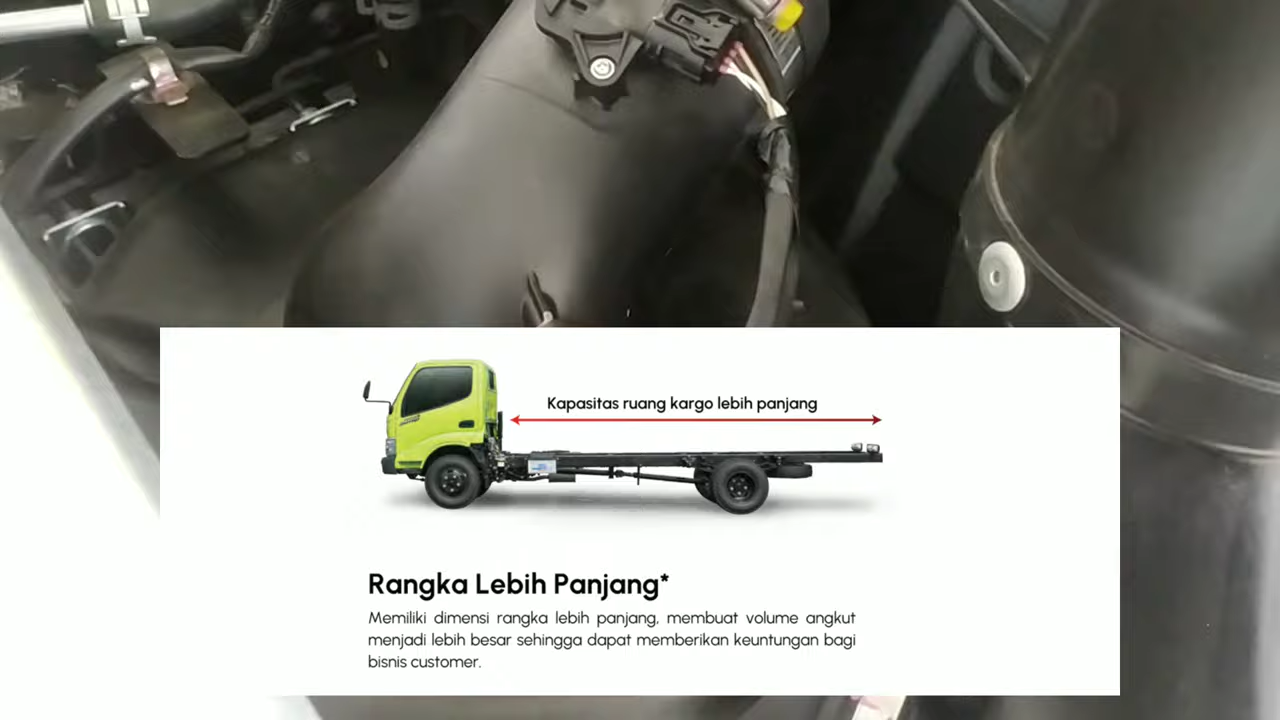 Kapasitas ruang kargo lebih panjang
Rangka Lebih Panjang*
Memiliki dimensi rangka lebih panjang, membuat volume angkut
menjadi lebih besar sehingga dapat memberikan keuntungan bagi
bisnis customer.